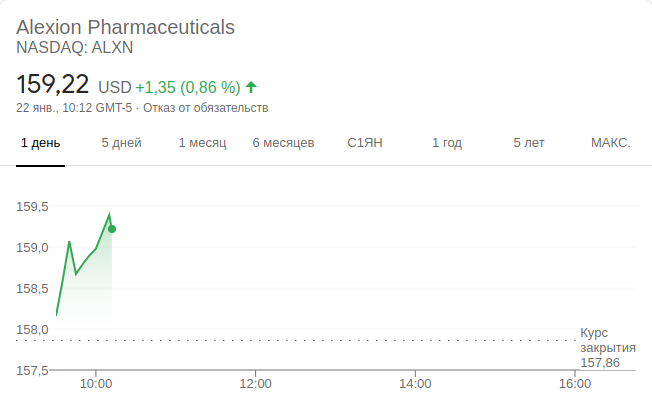 Alexion Pharmaceuticals
NASDAQ: ALXN
159,22 USD +1,35 (0,86 %)
22 янв., 10:12 GMT-5 · Отказ от обязательств
1 день 5 дней 1 месяц 6 месяцев С1ЯН 1 год 5 лет МАКС.
159,5
159,0
158,5
158,0
157,5
Курс
закрытия
157,86
10:00 12:00 14:00 16:00